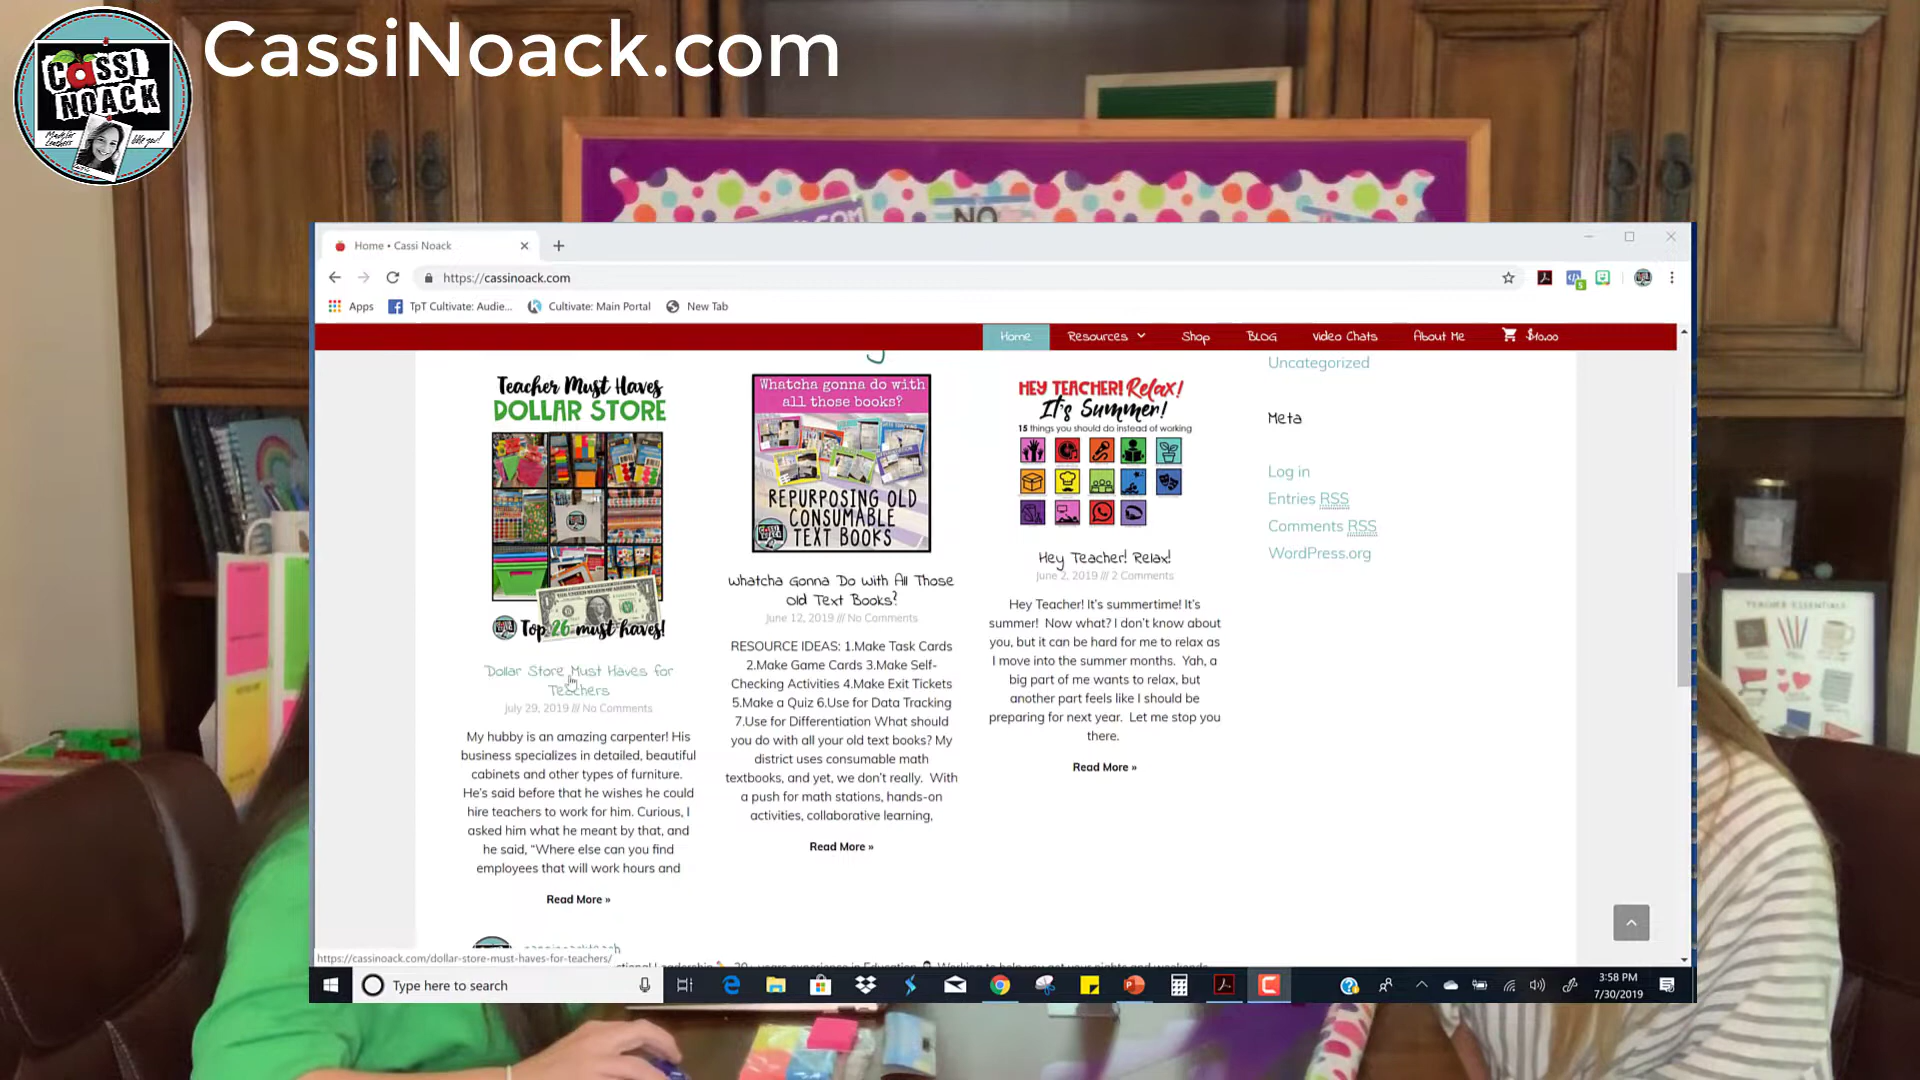 CASSI
NOACK
Made for teachers
like you!
CassiNoack.com
NO
Home • Cassi Noack
https://cassinoack.com
Apps
TpT Cultivate: Audie...
Cultivate: Main Portal
New Tab
Home
Resources
Shop
BLOG
Video Chats
About Me
$40.00
Teacher Must Haves
DOLLAR STORE
Top 26 must haves!
Dollar Store Must Haves for
Teachers
July 29, 2019 /// No Comments
My hubby is an amazing carpenter! His
business specializes in detailed, beautiful
cabinets and other types of furniture.
He's said before that he wishes he could
hire teachers to work for him. Curious, I
asked him what he meant by that, and
he said, "Where else can you find
employees that will work hours and
Read More »
Whatcha gonna do with
all those books?
REPURPOSING OLD
CONSUMABLE
TEXT BOOKS
CASSI
NOACK
Whatcha Gonna Do With All Those
Old Text Books?
June 12, 2019 /// No Comments
RESOURCE IDEAS: 1.Make Task Cards
2.Make Game Cards 3.Make Self-
Checking Activities 4.Make Exit Tickets
5.Make a Quiz 6.Use for Data Tracking
7.Use for Differentiation What should
you do with all your old text books? My
district uses consumable math
textbooks, and yet, we don't really. With
a push for math stations, hands-on
activities, collaborative learning,
Read More »
HEY TEACHER! Relax!
It's Summer!
15 things you should do instead of working
Hey Teacher! Relax!
June 2, 2019 /// 2 Comments
Hey Teacher! It's summertime! It's
summer! Now what? I don't know about
you, but it can be hard for me to relax as
I move into the summer months. Yah, a
big part of me wants to relax, but
another part feels like I should be
preparing for next year. Let me stop you
there.
Read More »
Uncategorized
Meta
Log in
Entries RSS
Comments RSS
WordPress.org
https://cassinoack.com/dollar-store-must-haves-for-teachers/
Type here to search
3:58 PM
7/30/2019
TEACHER ESSENTIALS